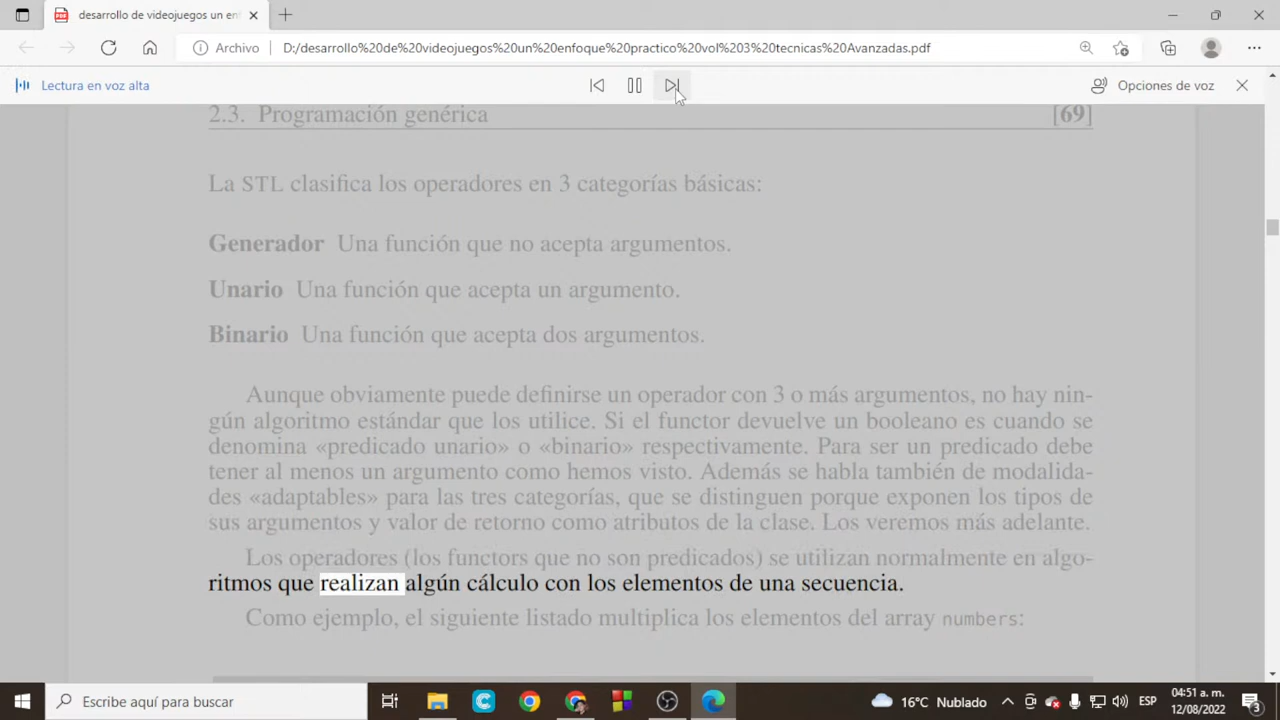 desarrollo de videojuegos un en
Archivo
D:/desarrollo%20de%20videojuegos%20un%20enfoque%20practico%20vol%203%20tecnicas%20Avanzadas.pdf
Lectura en voz alta
Opciones de voz
2.3. Programación genérica [69]
La STL clasifica los operadores en 3 categorías básicas:
Generador Una función que no acepta argumentos.
Unario Una función que acepta un argumento.
Binario Una función que acepta dos argumentos.
Aunque obviamente puede definirse un operador con 3 o más argumentos, no hay nin-
gún algoritmo estándar que los utilice. Si el functor devuelve un booleano es cuando se
denomina «predicado unario» o «binario» respectivamente. Para ser un predicado debe
tener al menos un argumento como hemos visto. Además se habla también de modalida-
des «adaptables» para las tres categorías, que se distinguen porque exponen los tipos de
sus argumentos y valor de retorno como atributos de la clase. Los veremos más adelante.
Los operadores (los functors que no son predicados) se utilizan normalmente en algo-
ritmos que realizan algún cálculo con los elementos de una secuencia.
Como ejemplo, el siguiente listado multiplica los elementos del array numbers:
Escribe aquí para buscar
16°C Nublado
ESP
04:51 a. m.
12/08/2022
3